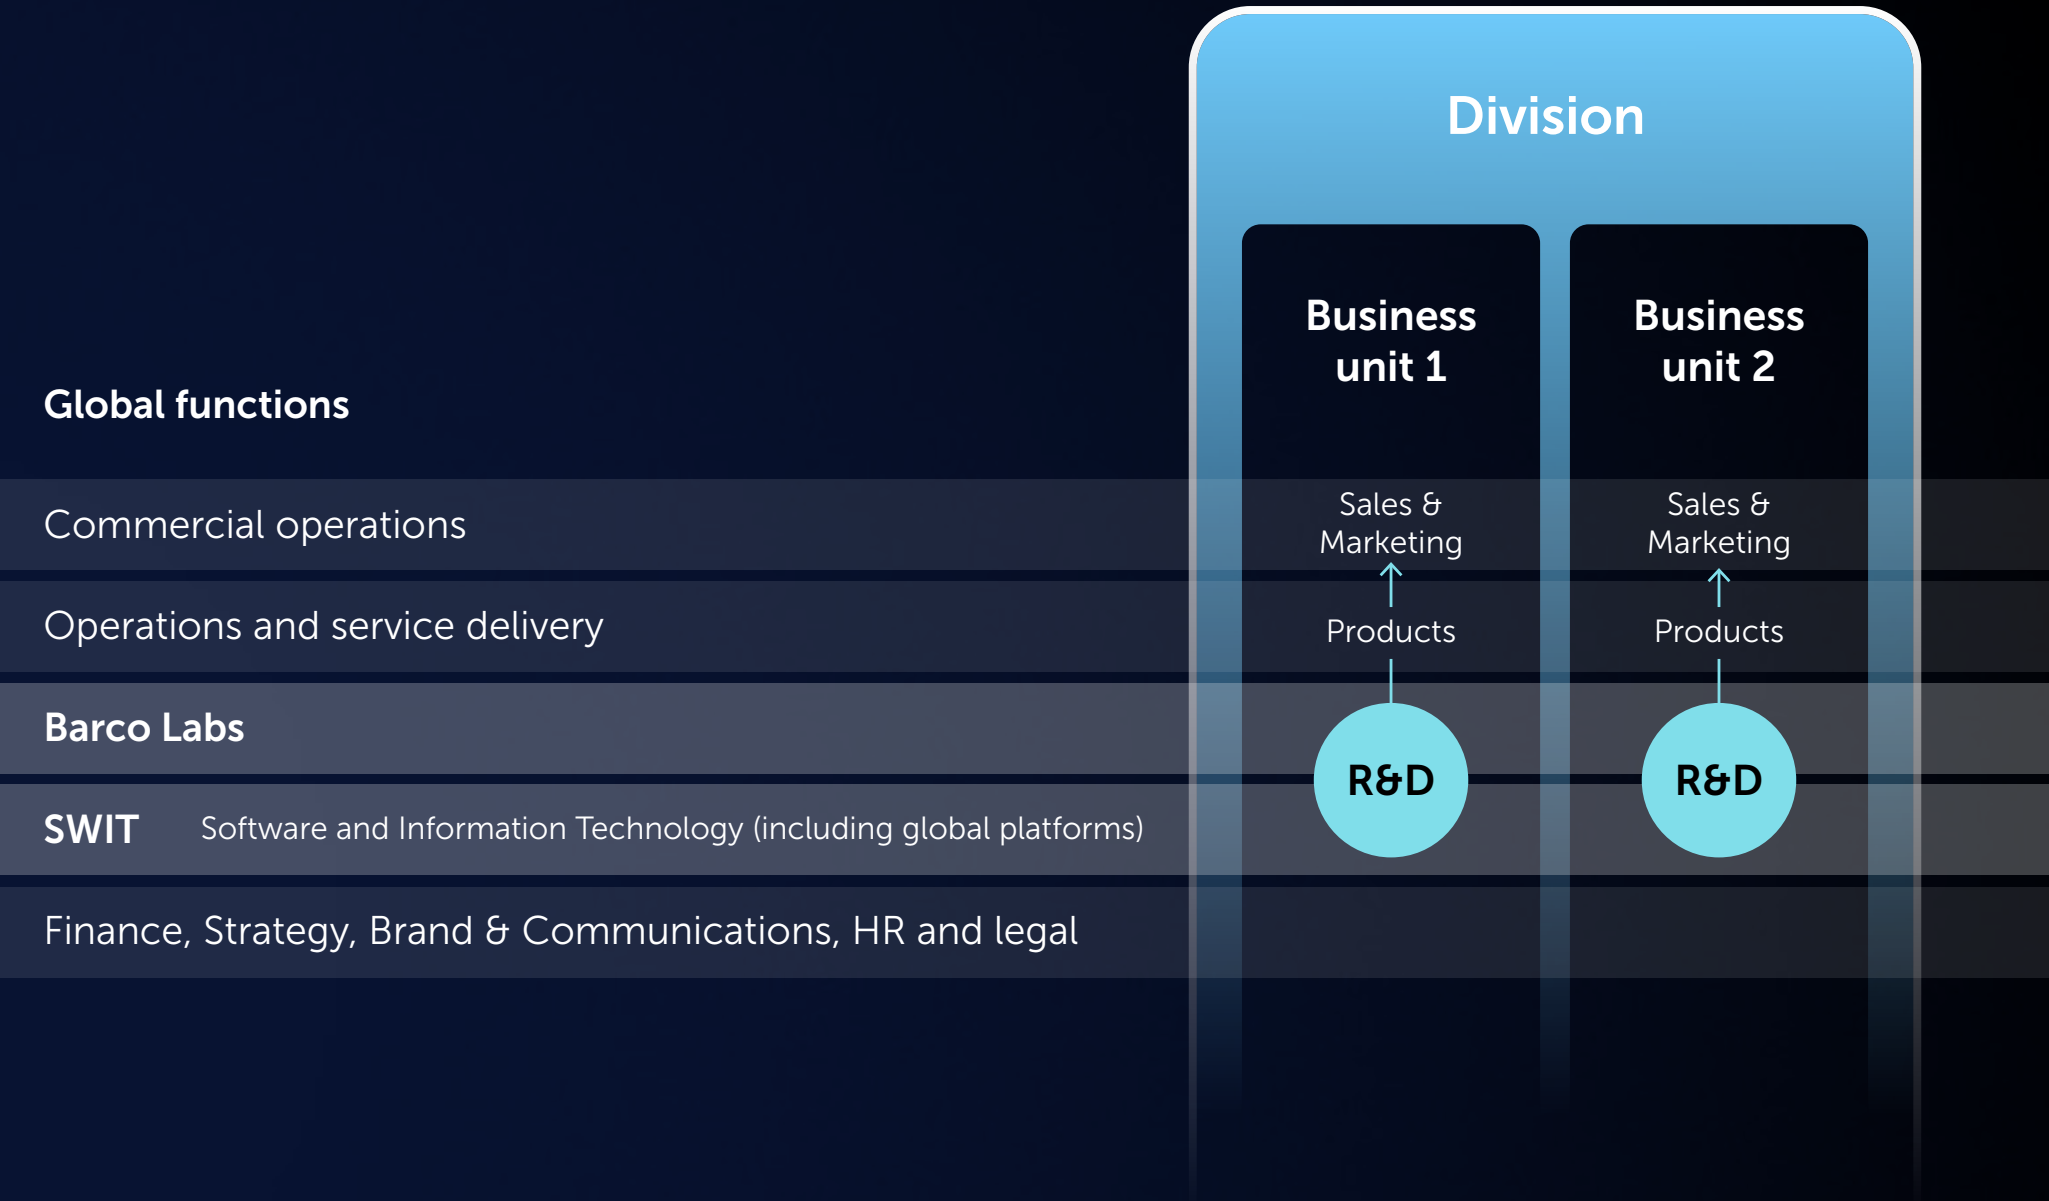 Division
Business
unit 1
Business
unit 2
Global functions
Commercial operations
Sales &
Marketing
Sales &
Marketing
Operations and service delivery
Products
Products
Barco Labs
R&D
R&D
SWIT
Software and Information Technology (including global platforms)
Finance, Strategy, Brand & Communications, HR and legal